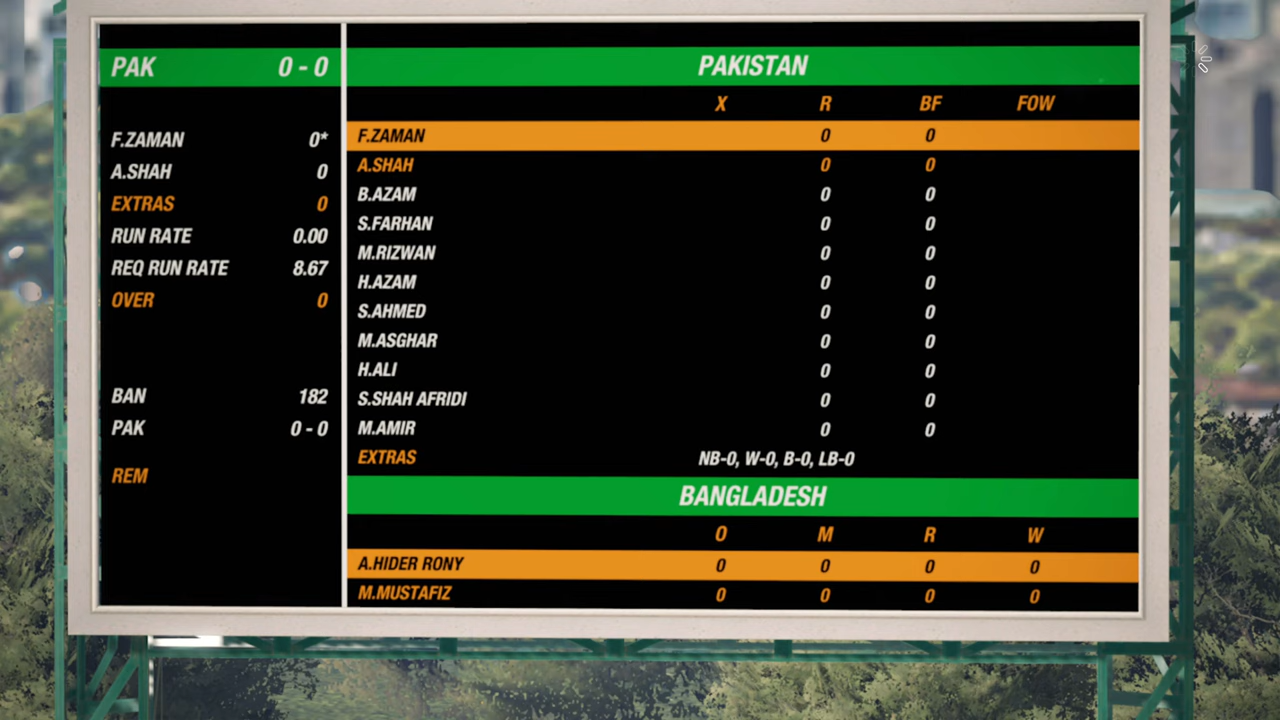 PAK 0 - 0
F.ZAMAN 0*
A.SHAH 0
EXTRAS 0
RUN RATE 0.00
REQ RUN RATE 8.67
OVER 0
BAN 182
PAK 0 - 0
REM
PAKISTAN
X R BF FOW
F.ZAMAN 0 0
A.SHAH 0 0
B.AZAM 0 0
S.FARHAN 0 0
M.RIZWAN 0 0
H.AZAM 0 0
S.AHMED 0 0
M.ASGHAR 0 0
H.ALI 0 0
S.SHAH AFRIDI 0 0
M.AMIR 0 0
EXTRAS NB-0, W-0, B-0, LB-0
BANGLADESH
O M R W
A.HIDER RONY 0 0 0 0
M.MUSTAFIZ 0 0 0 0